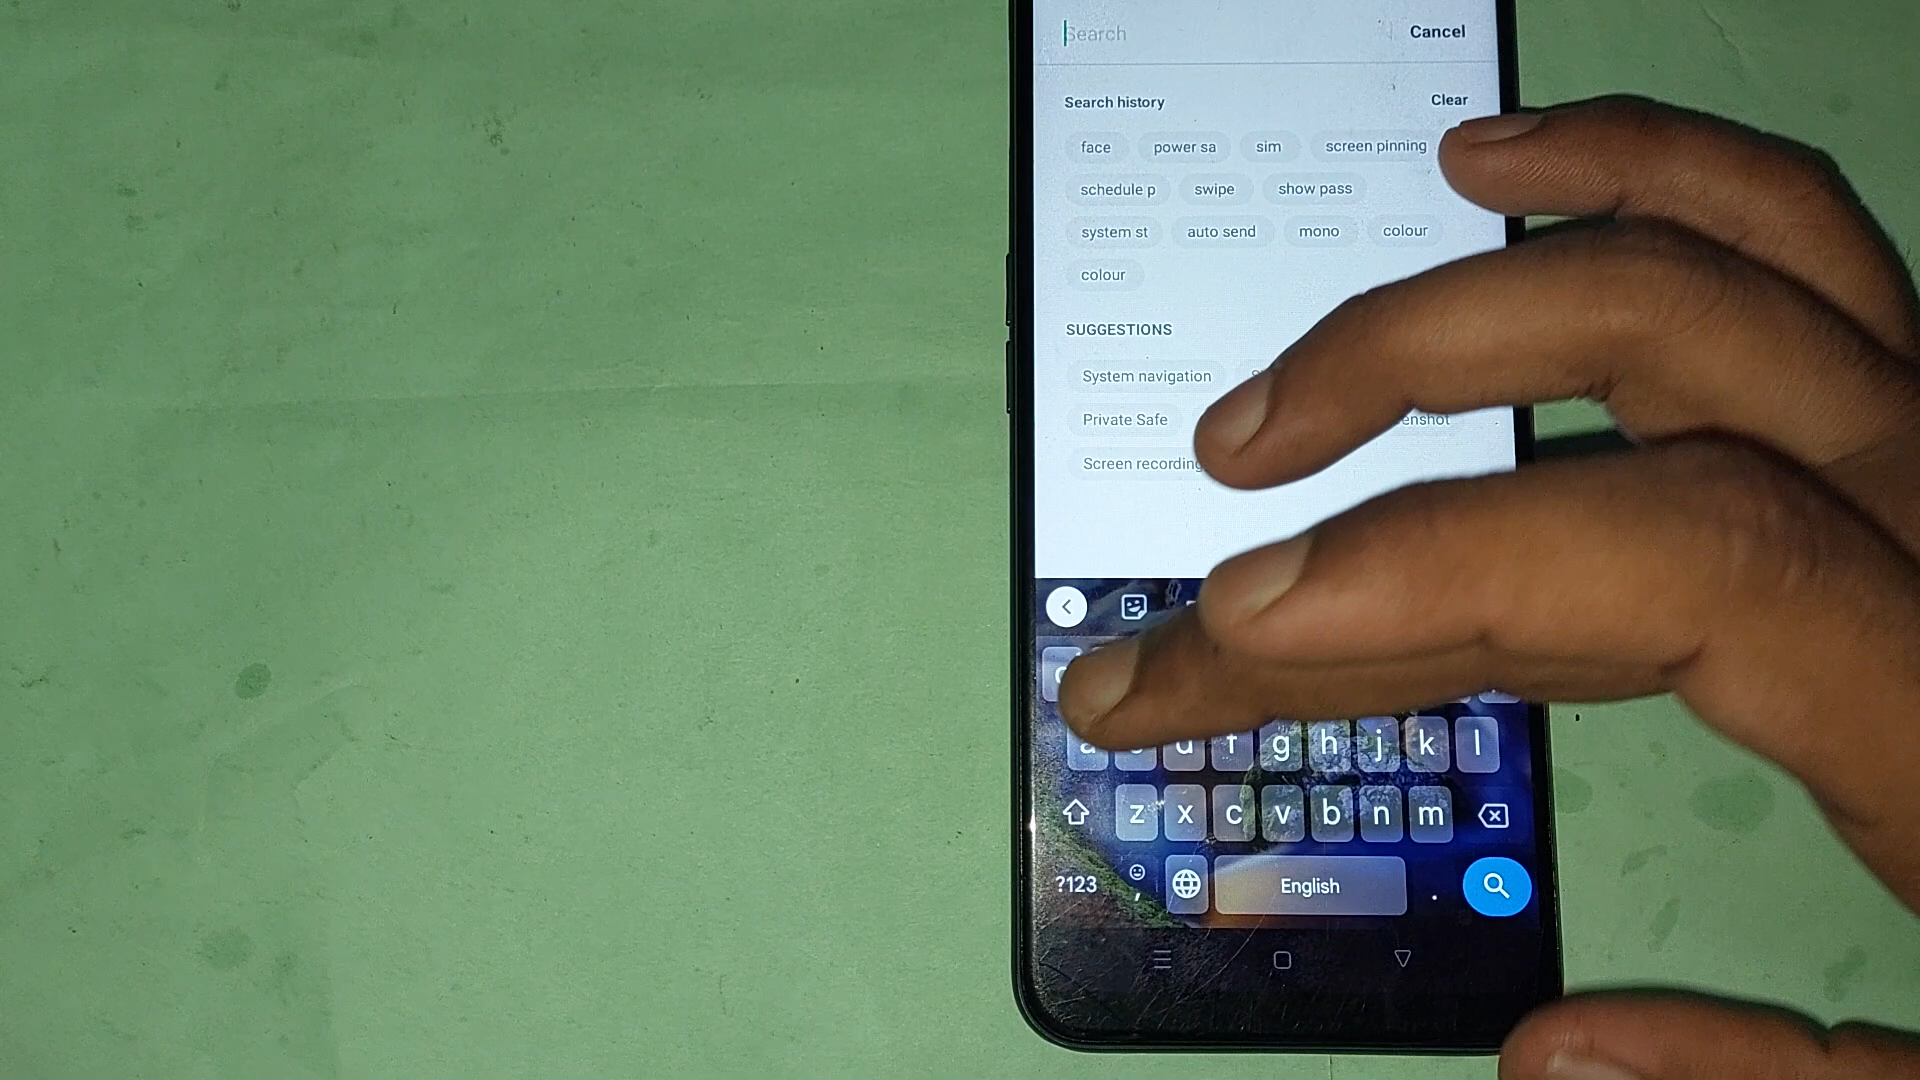 Search Cancel
Search history Clear
face power sa sim screen pinning
schedule p swipe show pass
system st auto send mono colour
colour
SUGGESTIONS
System navigation
Private Safe
Screen recording
g h j k l
z x c v b n m
?123 , English .